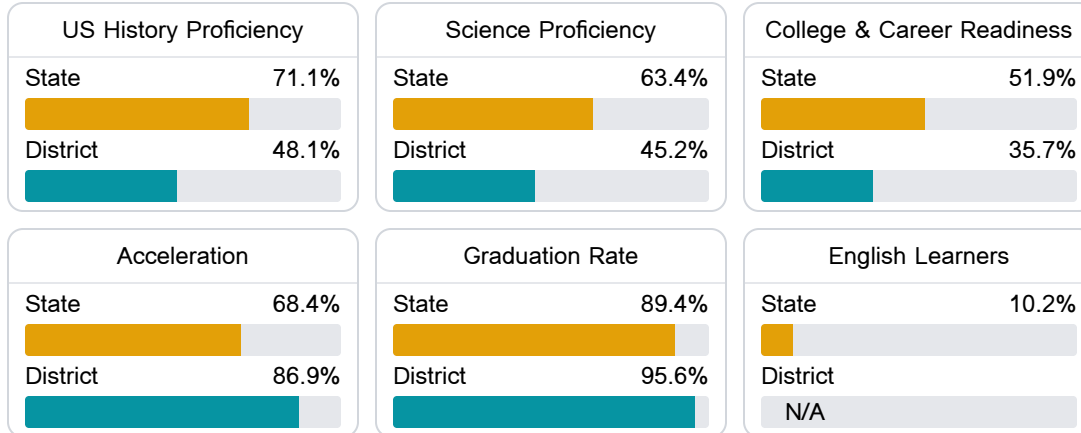 US History Proficiency
State 71.1%
District 48.1%
Science Proficiency
State 63.4%
District 45.2%
College & Career Readiness
State 51.9%
District 35.7%
Acceleration
State 68.4%
District 86.9%
Graduation Rate
State 89.4%
District 95.6%
English Learners
State 10.2%
District
N/A